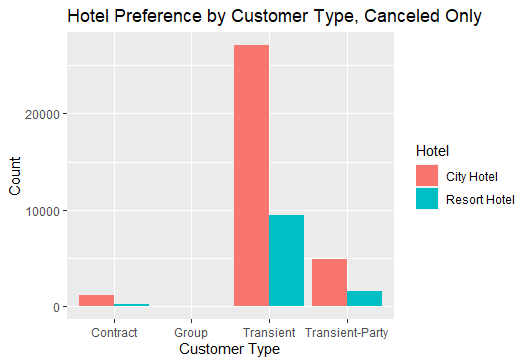 Hotel Preference by Customer Type, Canceled Only
Count
20000
10000
0
Contract Group Transient Transient-Party
Customer Type
Hotel
City Hotel
Resort Hotel